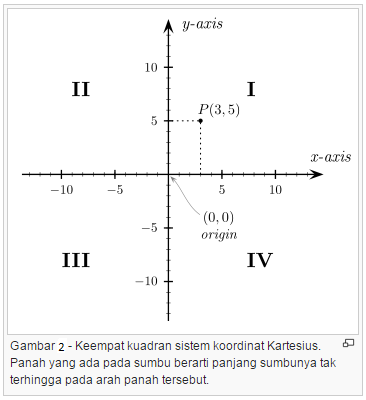 y-axis
II
10
I
P(3, 5)
5
x-axis
−10
−5
5
10
−5
(0, 0)
origin
III
IV
−10
Gambar 2 - Keempat kuadran sistem koordinat Kartesius.
Panah yang ada pada sumbu berarti panjang sumbunya tak
terhingga pada arah panah tersebut.